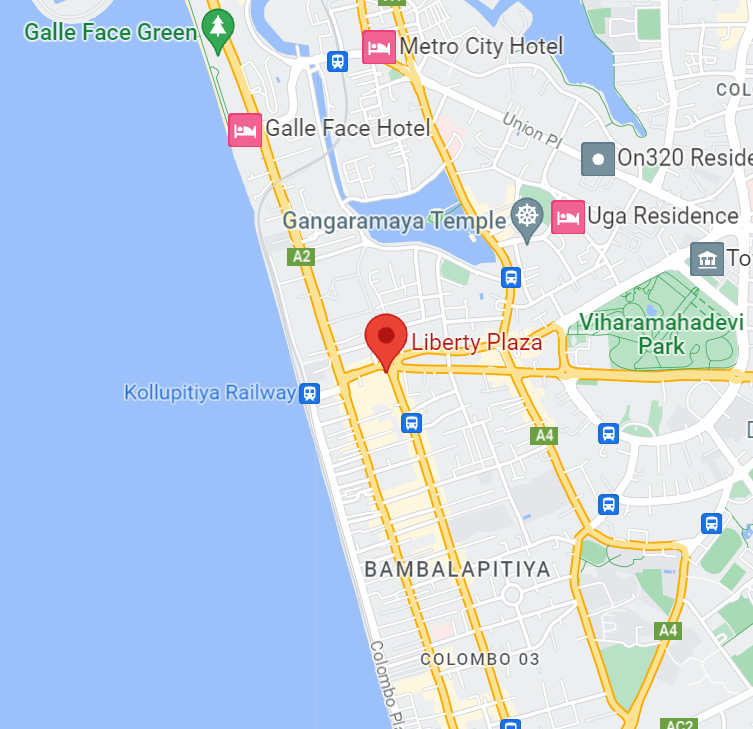 A1
Galle Face Green
Metro City Hotel
COL
Union Pl
Galle Face Hotel
On320 Reside
Gangaramaya Temple
Uga Residence
A2
To
Viharamahadevi
Park
Liberty Plaza
Kollupitiya Railway
A4
BAMBALAPITIYA
A4
COLOMBO 03
Colombo Pla
AC2